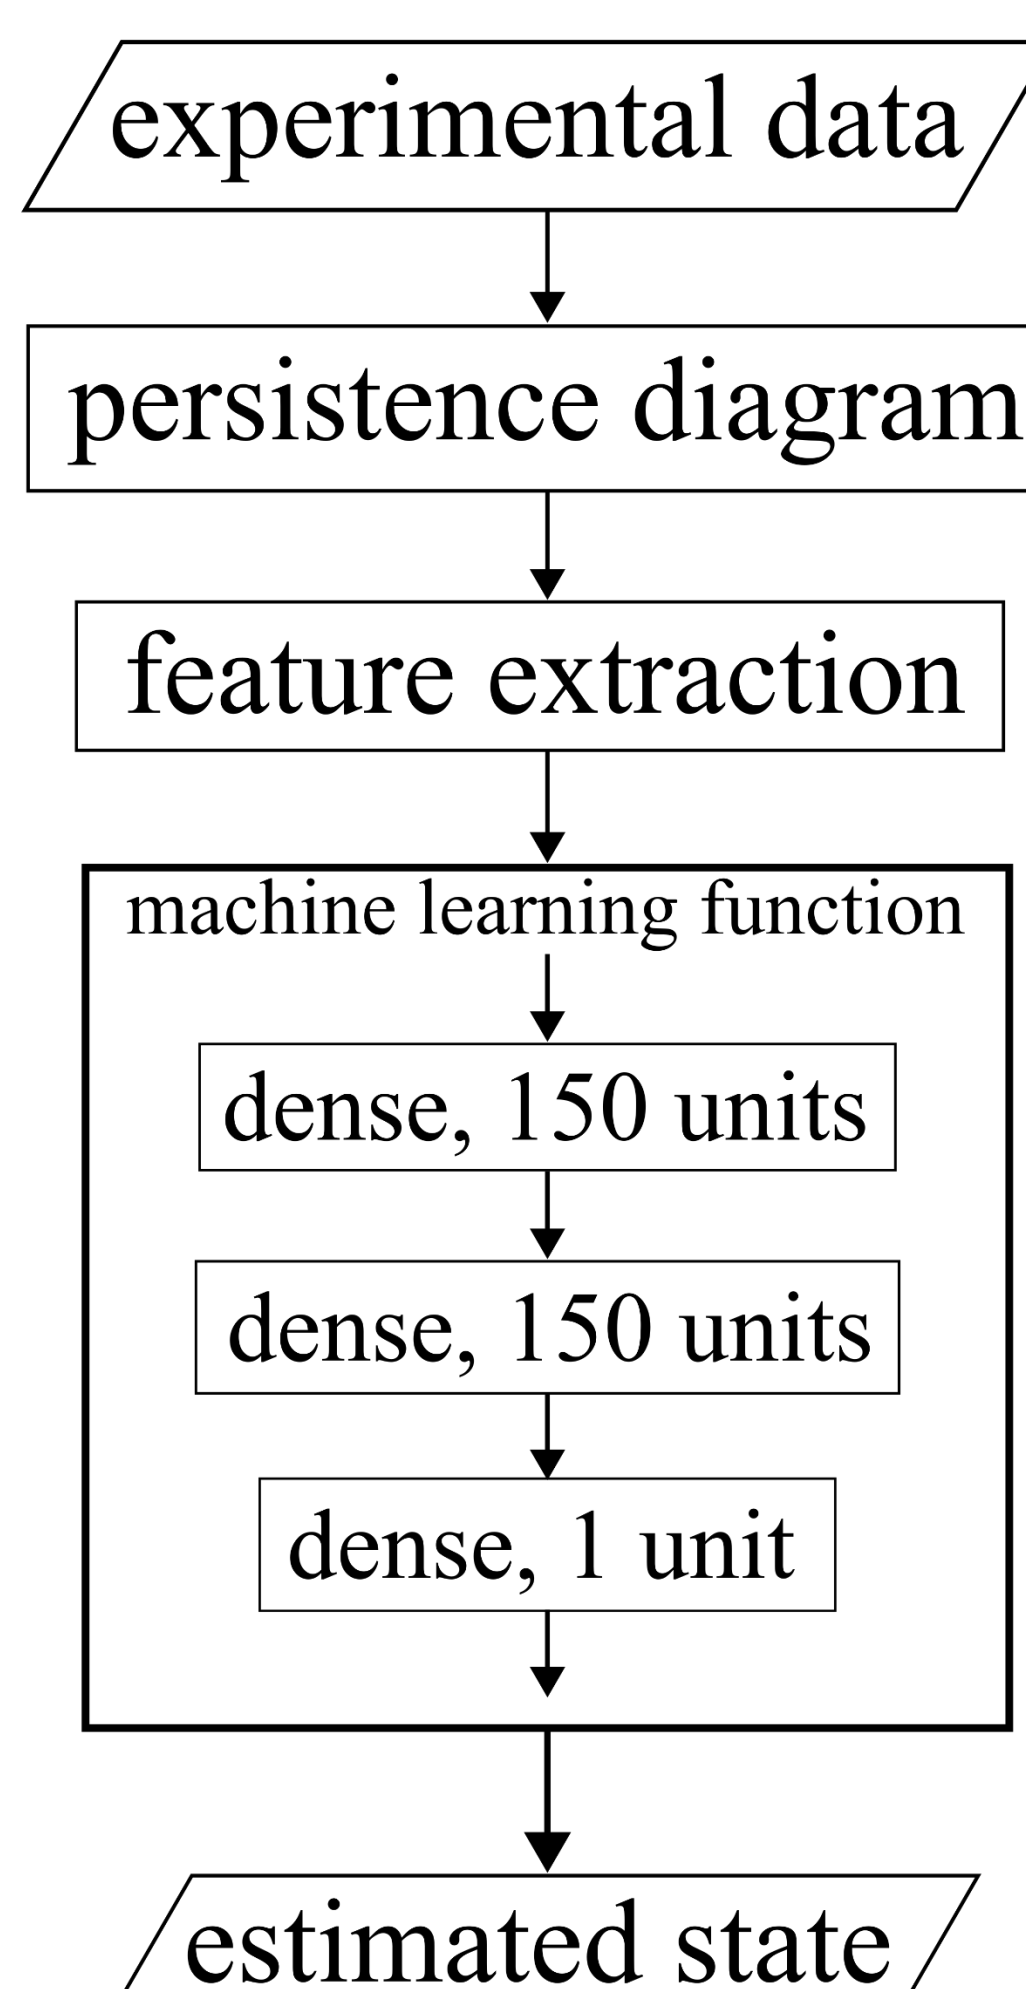 experimental data
persistence diagram
feature extraction
machine learning function
dense, 150 units
dense, 150 units
dense, 1 unit
estimated state